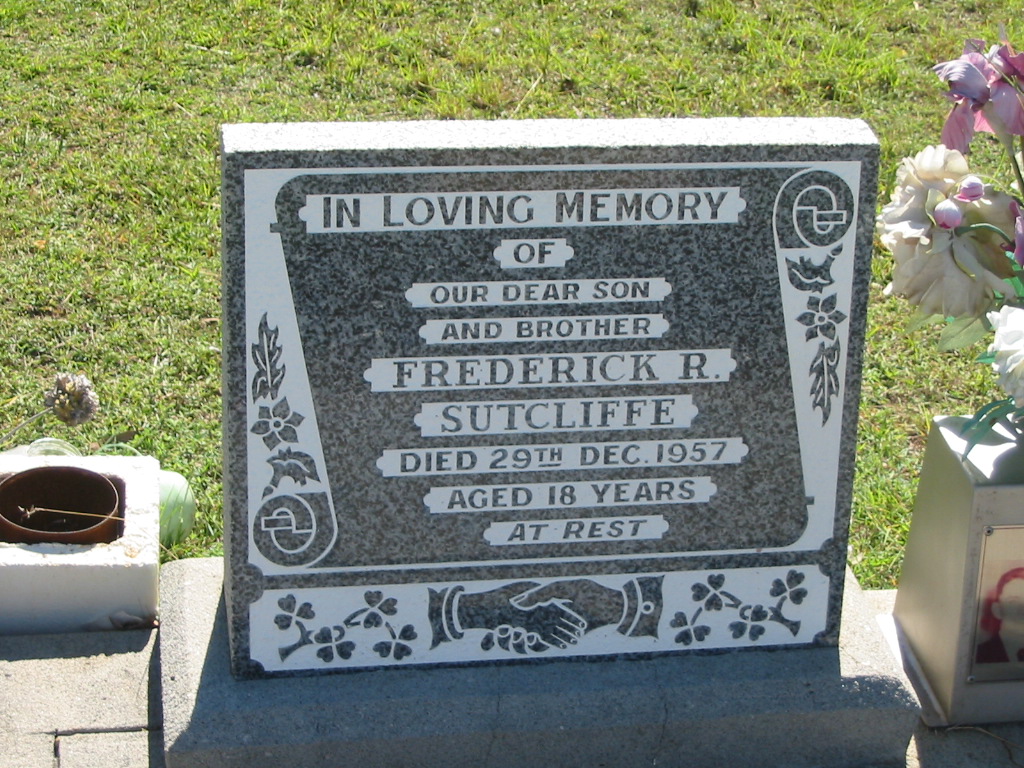 IN LOVING MEMORY
OF
OUR DEAR SON
AND BROTHER
FREDERICK R.
SUTCLIFFE
DIED 29TH DEC. 1957
AGED 18 YEARS
AT REST